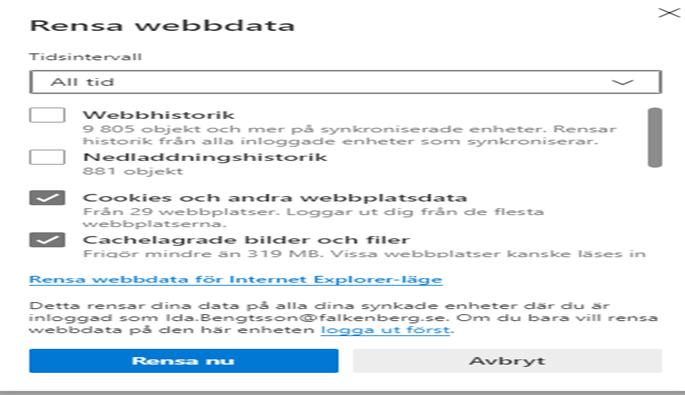 Rensa webbdata
Tidsintervall
All tid
Webbhistorik
9 805 objekt och mer på synkroniserade enheter. Rensar
historik från alla inloggade enheter som synkroniserar.
Nedladdningshistorik
881 objekt
Cookies och andra webbplatsdata
Från 29 webbplatser. Loggar ut dig från de flesta
webbplatserna.
Cachelagrade bilder och filer
Frigör mindre än 319 MB. Vissa webbplatser kanske läses in
Rensa webbdata för Internet Explorer-läge
Detta rensar dina data på alla dina synkade enheter där du är
inloggad som Ida.Bengtsson@falkenberg.se. Om du bara vill rensa
webbdata på den här enheten logga ut först.
Rensa nu
Avbryt